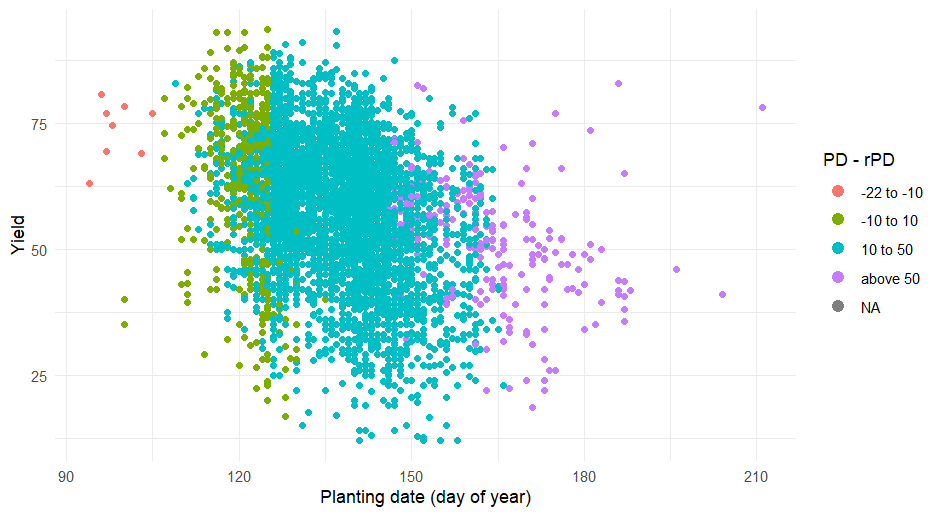 Yield
75
50
25
90
120
150
180
210
Planting date (day of year)
PD - rPD
-22 to -10
-10 to 10
10 to 50
above 50
NA